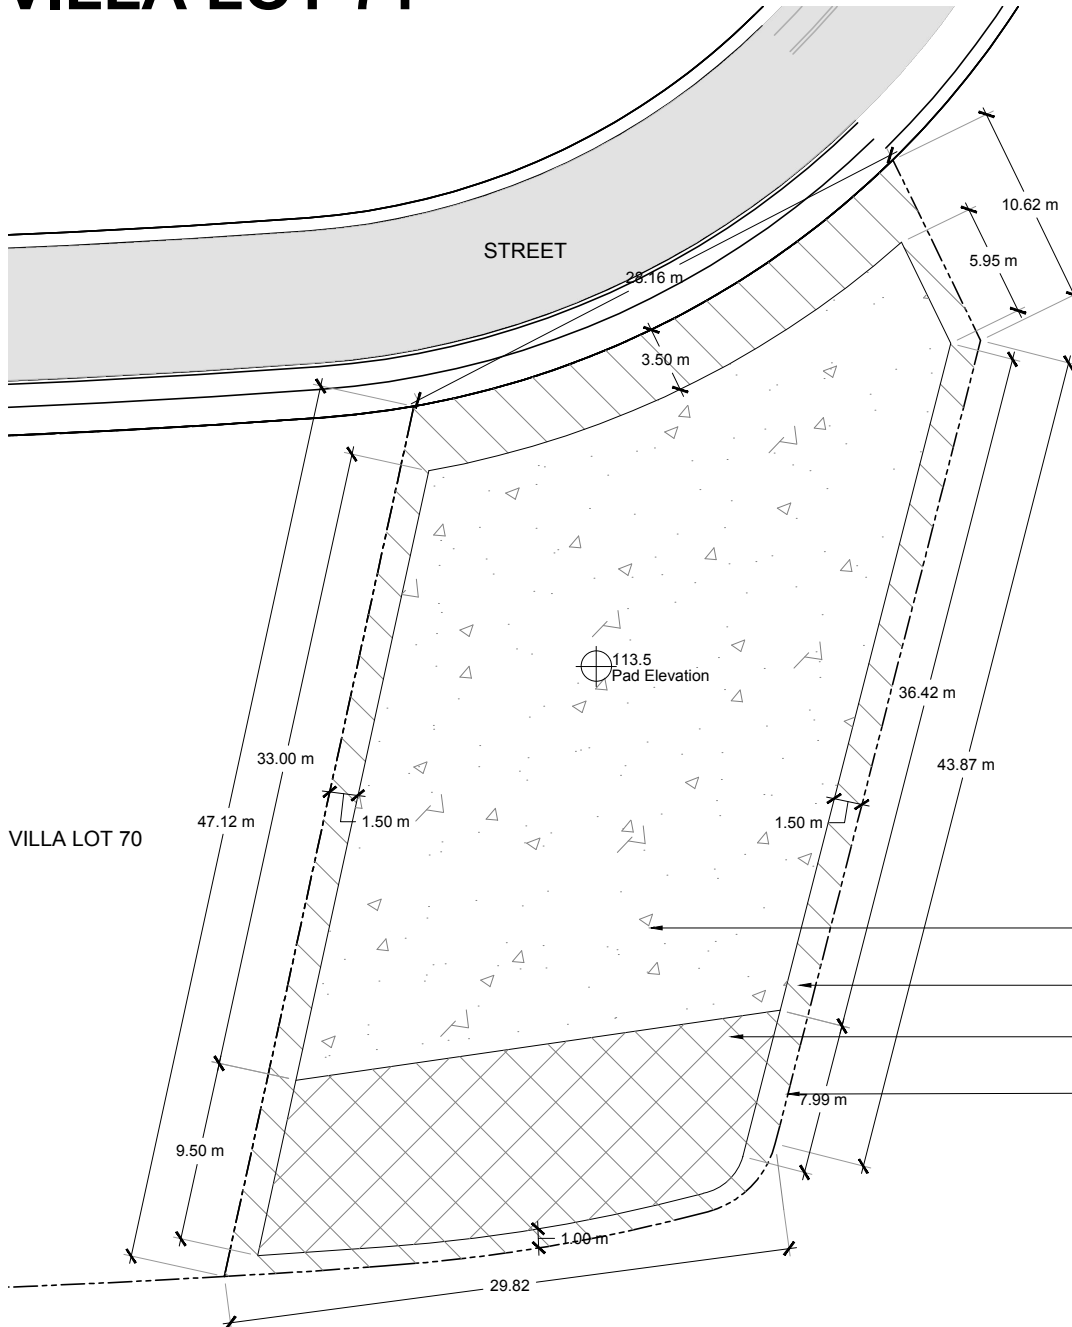 VILLA LOT 71
10.62 m
STREET
5.95 m
28.16 m
3.50 m
113.5
Pad Elevation
36.42 m
33.00 m
43.87 m
47.12 m
1.50 m
1.50 m
VILLA LOT 70
7.99 m
9.50 m
1.00 m
29.82